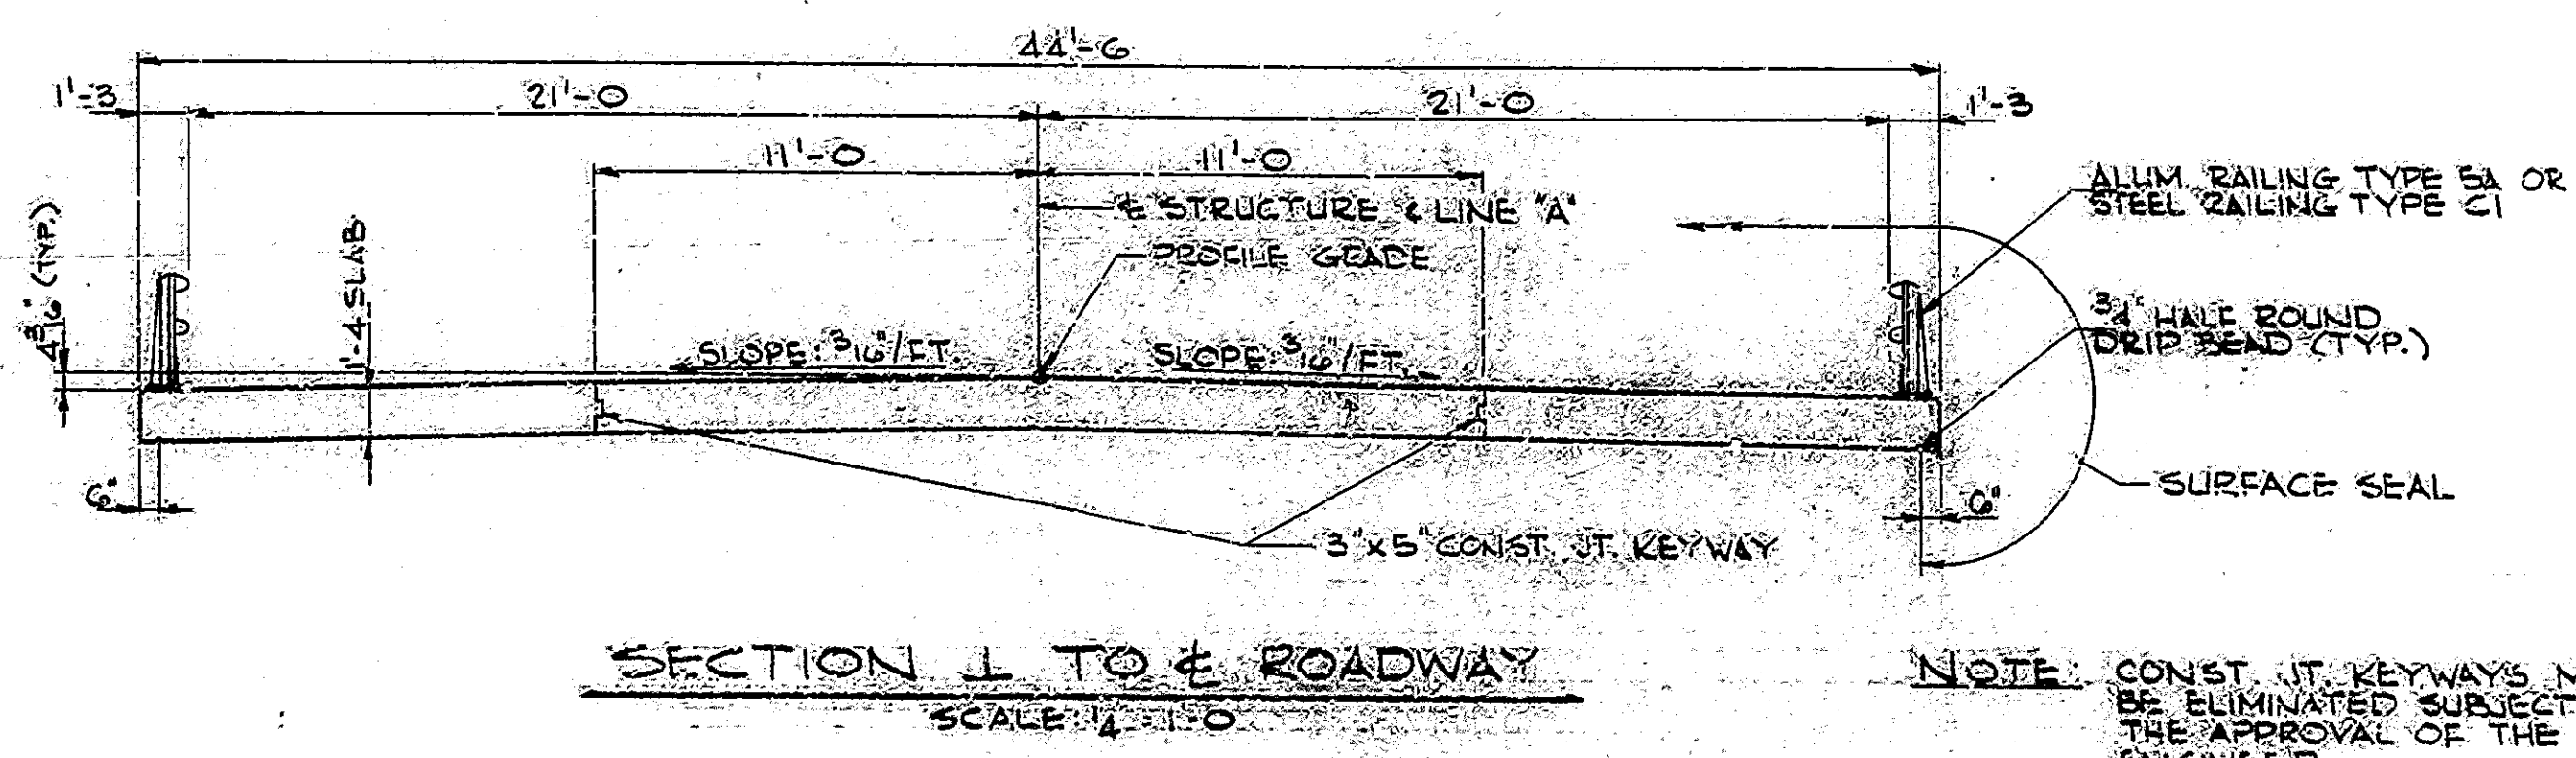 44'-6
1'-3
21'-0
21'-0
1'-3
11'-0
11'-0
℄ STRUCTURE & LINE "A"
PROFILE GRADE
ALUM. RAILING TYPE 5A OR
STEEL RAILING TYPE C1
4 3/16" (TYP.)
1'-4 SLAB
SLOPE: 3/16"/FT.
SLOPE: 3/16"/FT.
3/4" HALF ROUND
DRIP BEAD (TYP.)
6"
6"
SURFACE SEAL
3" x 5" CONST. JT. KEYWAY
SECTION ⊥ TO ℄ ROADWAY
SCALE: 1/4 = 1'-0
NOTE: CONST. JT. KEYWAYS
BE ELIMINATED SUBJECT
THE APPROVAL OF THE